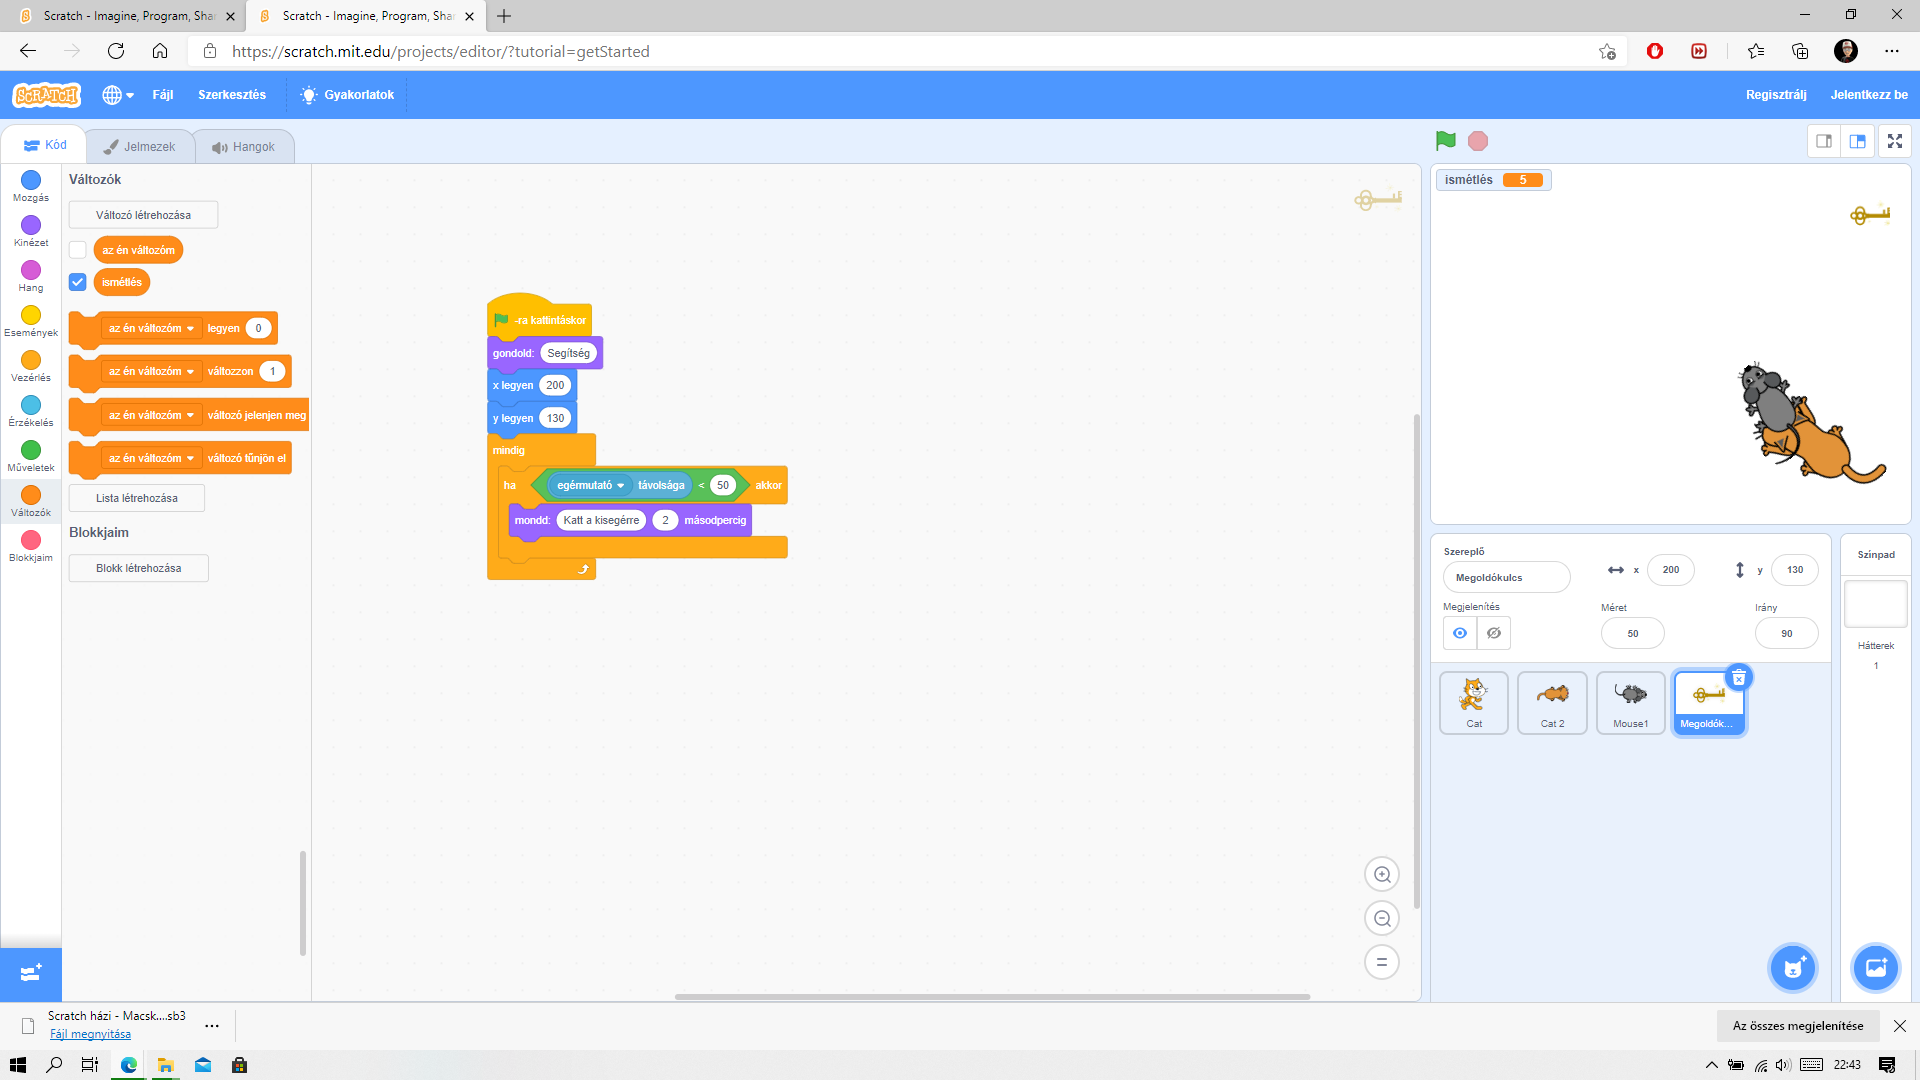 Scratch - Imagine, Program, Shar
Scratch - Imagine, Program, Shar
https://scratch.mit.edu/projects/editor/?tutorial=getStarted
SCRATCH
Fájl
Szerkesztés
Gyakorlatok
Regisztrálj
Jelentkezz be
Kód
Jelmezek
Hangok
Mozgás
Kinézet
Hang
Események
Vezérlés
Érzékelés
Műveletek
Változók
Blokkjaim
Változók
Változó létrehozása
az én változóm
ismétlés
az én változóm legyen 0
az én változóm változzon 1
az én változóm változó jelenjen meg
az én változóm változó tűnjön el
Lista létrehozása
Blokkjaim
Blokk létrehozása
-ra kattintáskor
gondold: Segítség
x legyen 200
y legyen 130
mindig
ha egérmutató távolsága < 50 akkor
mondd: Katt a kisegérre 2 másodpercig
ismétlés 5
Szereplő
Megoldókulcs
x 200
y 130
Megjelenítés
Méret
50
Irány
90
Cat
Cat 2
Mouse1
Megoldók...
Színpad
Hátterek
1
Scratch házi - Macsk....sb3
Fájl megnyitása
Az összes megjelenítése
22:43